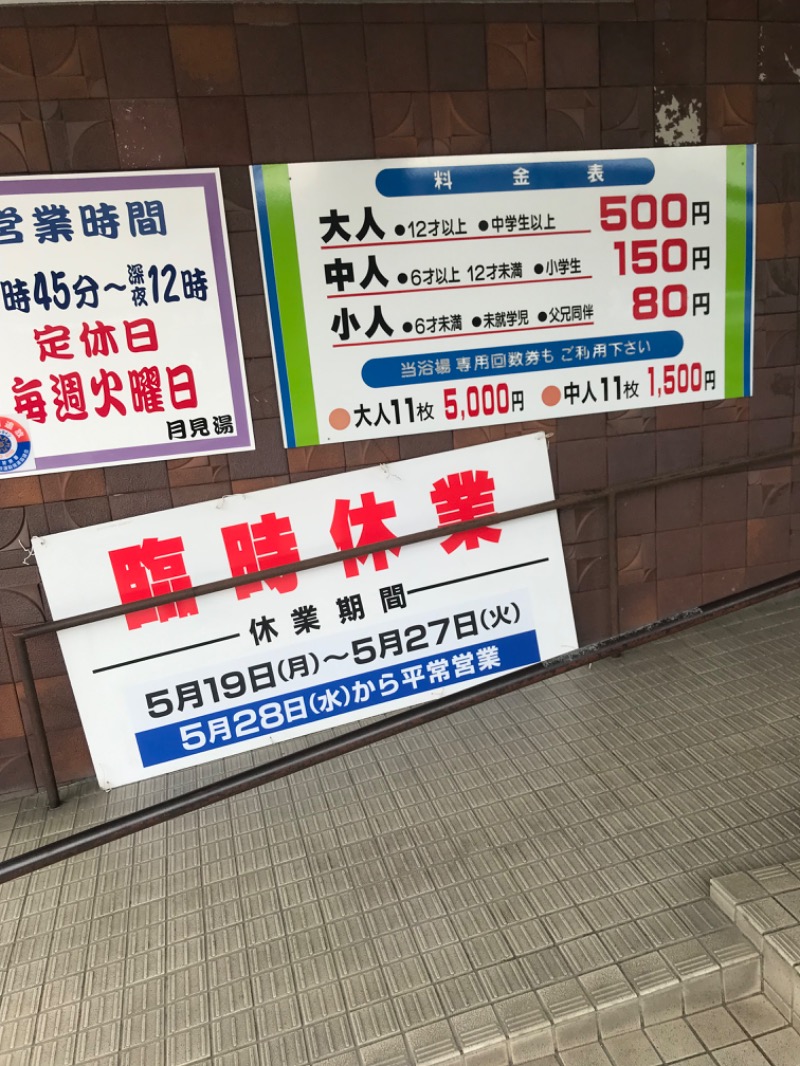 営業時間
時45分～深夜12時
定休日
毎週火曜日
月見湯
料金表
大人 ●12才以上 ●中学生以上 500円
中人 ●6才以上 12才未満 ●小学生 150円
小人 ●6才未満 ●未就学児 ●父兄同伴 80円
当浴場 専用回数券も ご利用下さい
●大人11枚 5,000円 ●中人11枚 1,500円
臨時休業
休業期間
5月19日(月)～5月27日(火)
5月28日(水)から平常営業